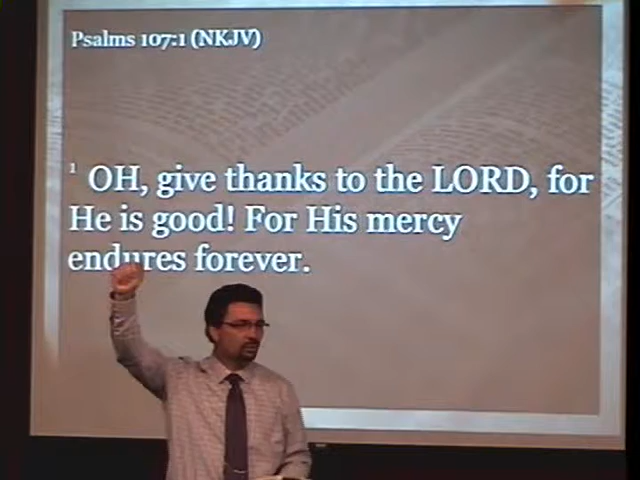 Psalms 107:1 (NKJV)
1 OH, give thanks to the LORD, for
He is good! For His mercy
endures forever.